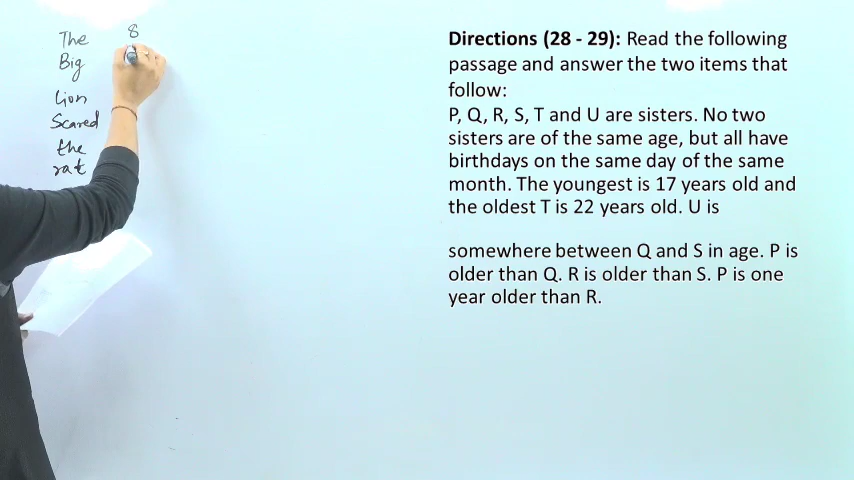 The 8
Big
lion
Scared
the
rat
Directions (28 - 29): Read the following
passage and answer the two items that
follow:
P, Q, R, S, T and U are sisters. No two
sisters are of the same age, but all have
birthdays on the same day of the same
month. The youngest is 17 years old and
the oldest T is 22 years old. U is
somewhere between Q and S in age. P is
older than Q. R is older than S. P is one
year older than R.